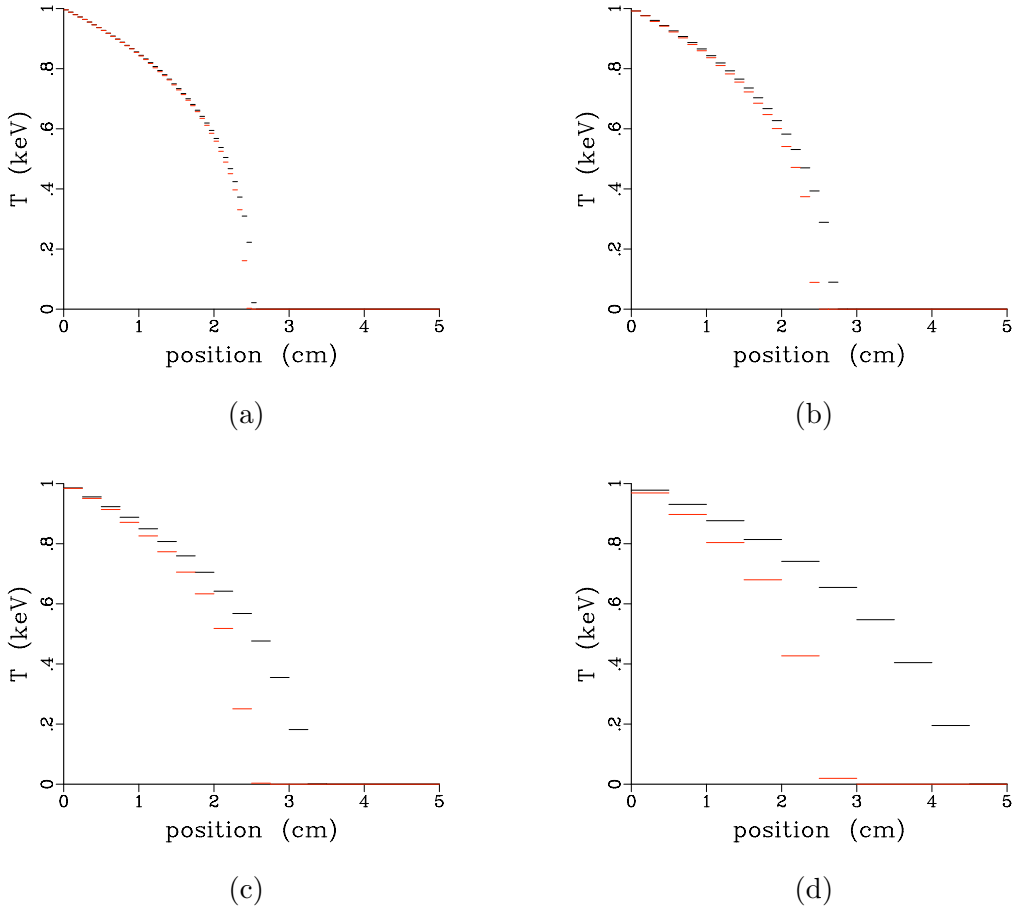 1
.8
.6
.4
.2
0
T (keV)
0 1 2 3 4 5
position (cm)
(a)
1
.8
.6
.4
.2
0
T (keV)
0 1 2 3 4 5
position (cm)
(b)
1
.8
.6
.4
.2
0
T (keV)
0 1 2 3 4 5
position (cm)
(c)
1
.8
.6
.4
.2
0
T (keV)
0 1 2 3 4 5
position (cm)
(d)